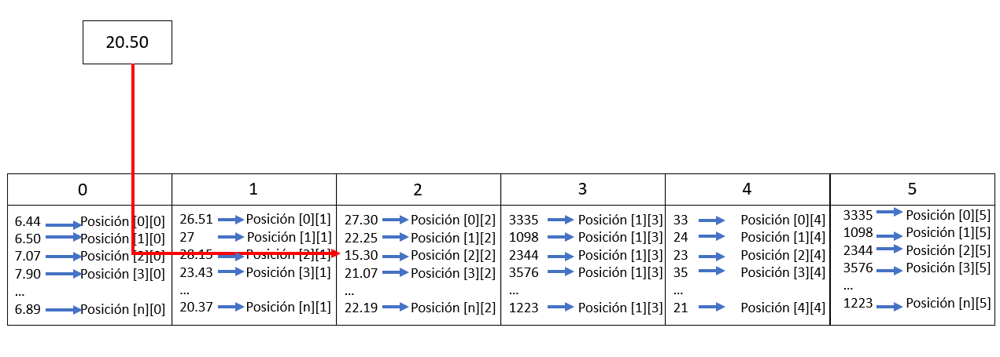 20.50
0 1 2 3 4 5
6.44 Posición [0][0] 26.51 Posición [0][1] 27.30 Posición [0][2] 3335 Posición [1][3] 33 Posición [0][4] 3335 Posición [0][5]
6.50 Posición [1][0] 27 Posición [1][1] 22.25 Posición [1][2] 1098 Posición [1][3] 24 Posición [1][4] 1098 Posición [1][5]
7.07 Posición [2][0] 28.15 Posición [2][1] 15.30 Posición [2][2] 2344 Posición [1][3] 23 Posición [2][4] 2344 Posición [2][5]
7.90 Posición [3][0] 23.43 Posición [3][1] 21.07 Posición [3][2] 3576 Posición [1][3] 35 Posición [3][4] 3576 Posición [3][5]
... ... ... ... ... ...
6.89 Posición [n][0] 20.37 Posición [n][1] 22.19 Posición [n][2] 1223 Posición [1][3] 21 Posición [4][4] 1223 Posición [n][5]